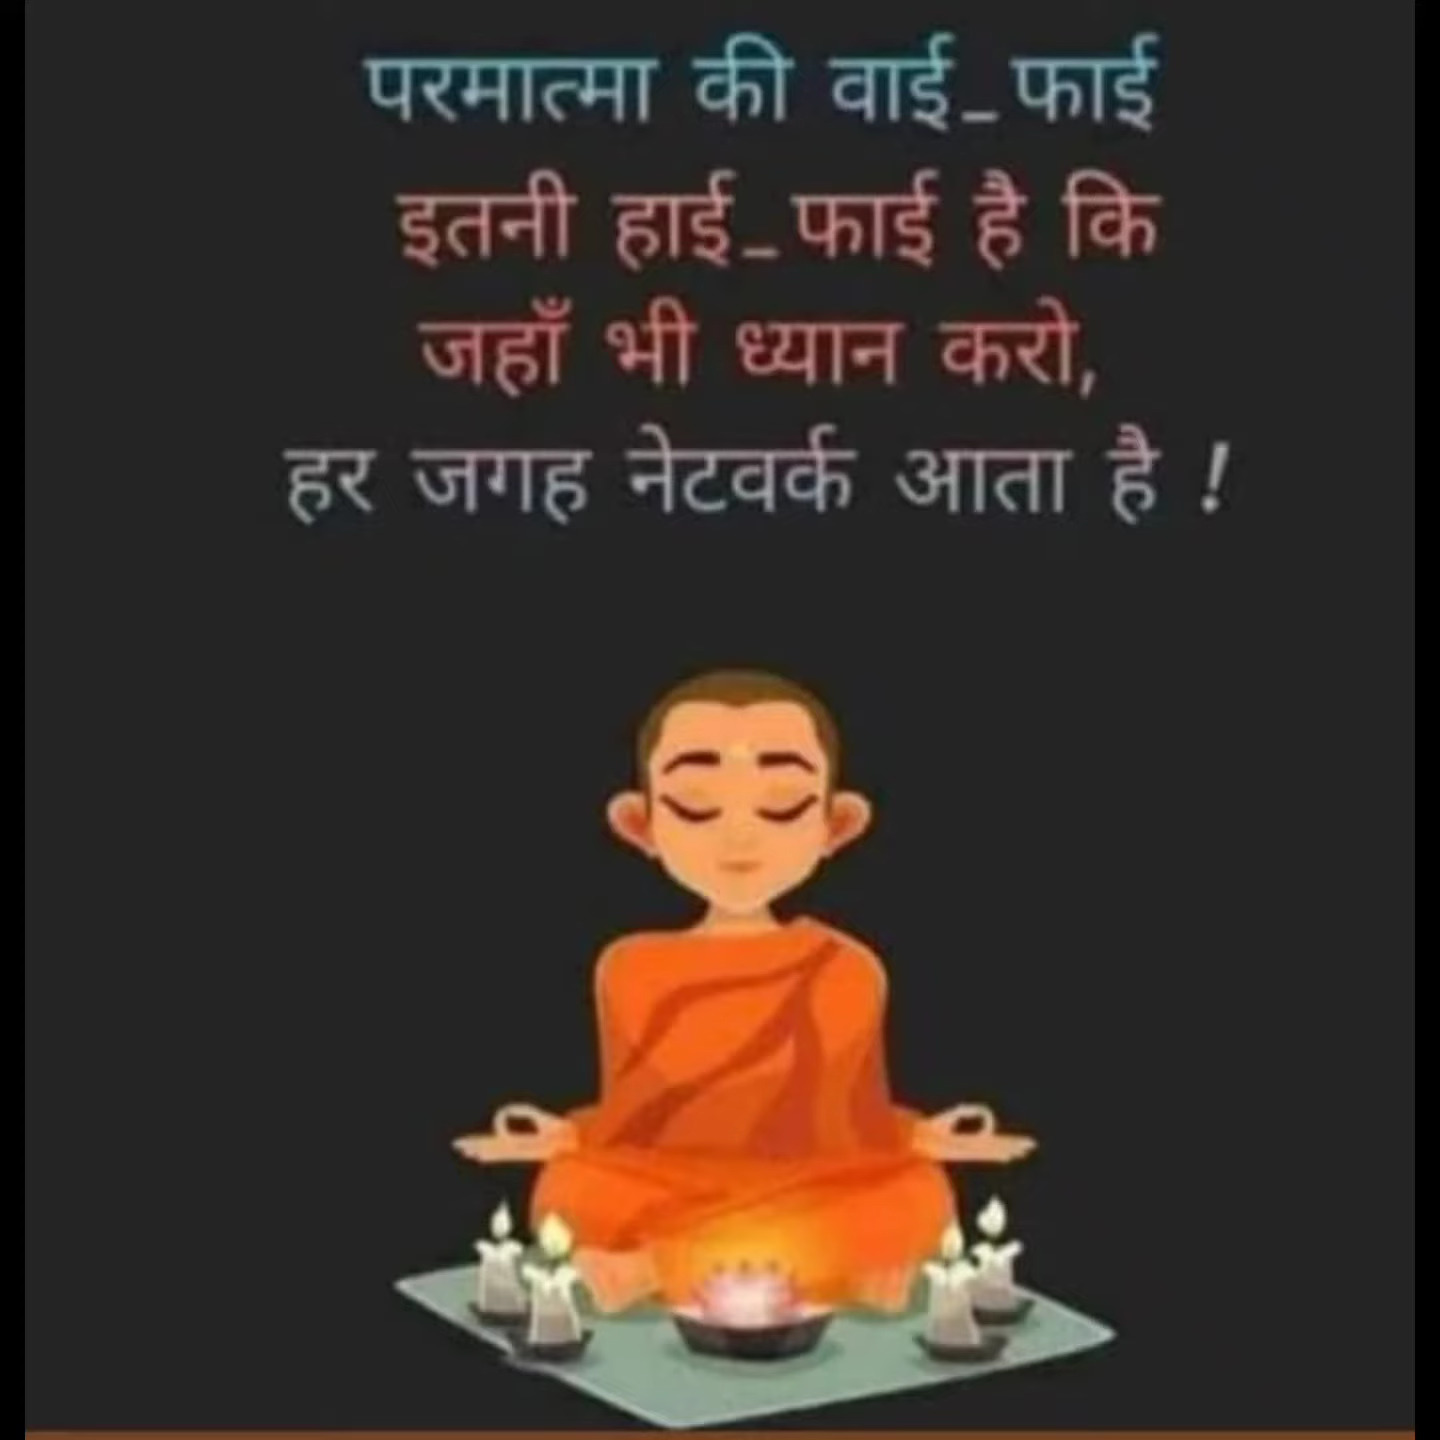 परमात्मा की वाई_फाई
इतनी हाई_फाई है कि
जहाँ भी ध्यान करो,
हर जगह नेटवर्क आता है !